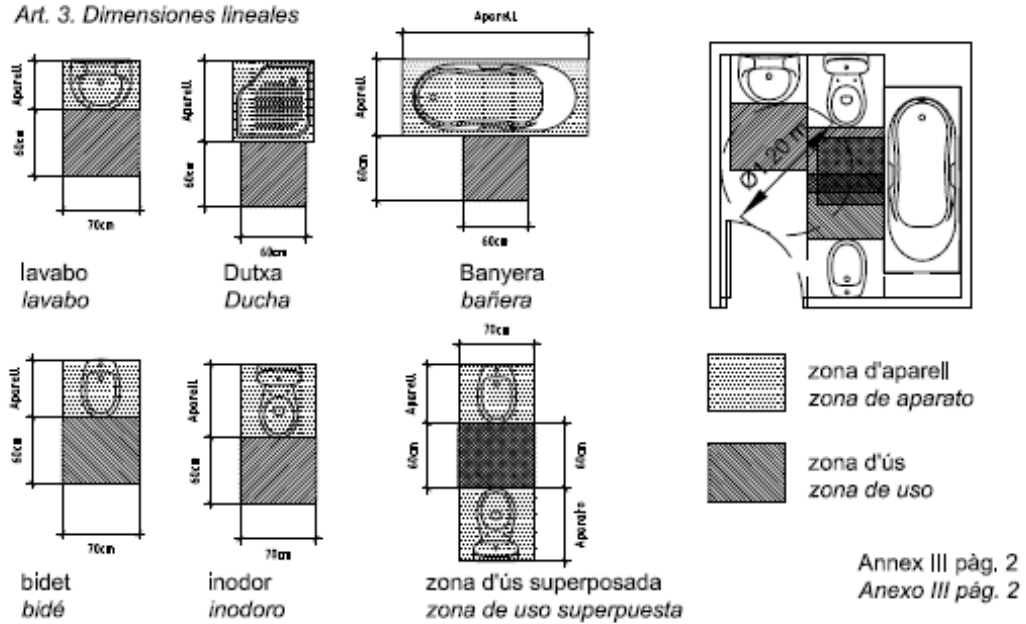 Art. 3. Dimensiones lineales
Aparell
Aparell
60cm
70cm
lavabo
lavabo
Aparell
60cm
60cm
Dutxa
Ducha
Aparell
60cm
60cm
Banyera
bañera
Ø1.20 m
Aparell
60cm
70cm
bidet
bidé
Aparell
60cm
70cm
inodor
inodoro
70cm
Aparell
60cm
60cm
Aparato
zona d'ús superposada
zona de uso superpuesta
zona d'aparell
zona de aparato
zona d'ús
zona de uso
Annex III pàg. 2
Anexo III pág. 2